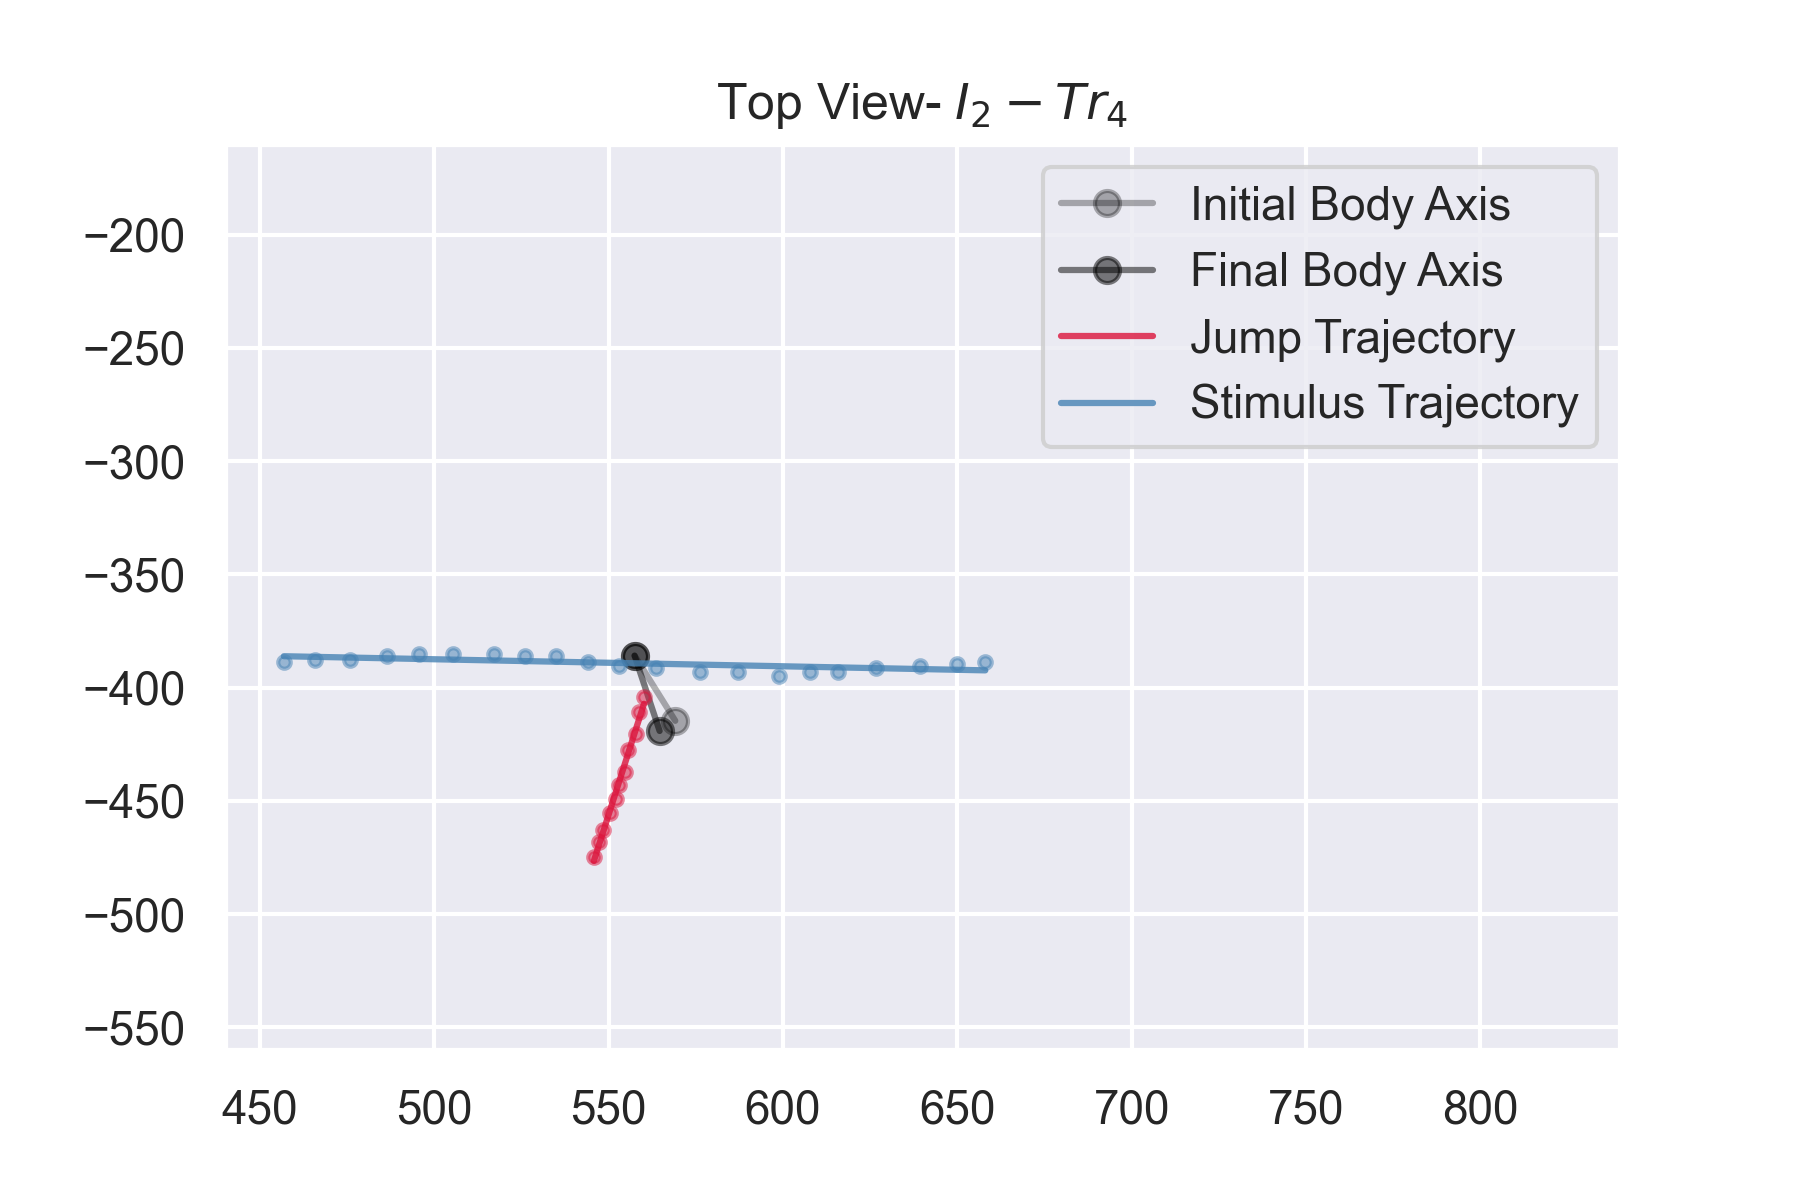 Top View- I₂ − Tr₄
Initial Body Axis
Final Body Axis
Jump Trajectory
Stimulus Trajectory
−200
−250
−300
−350
−400
−450
−500
−550
450 500 550 600 650 700 750 800